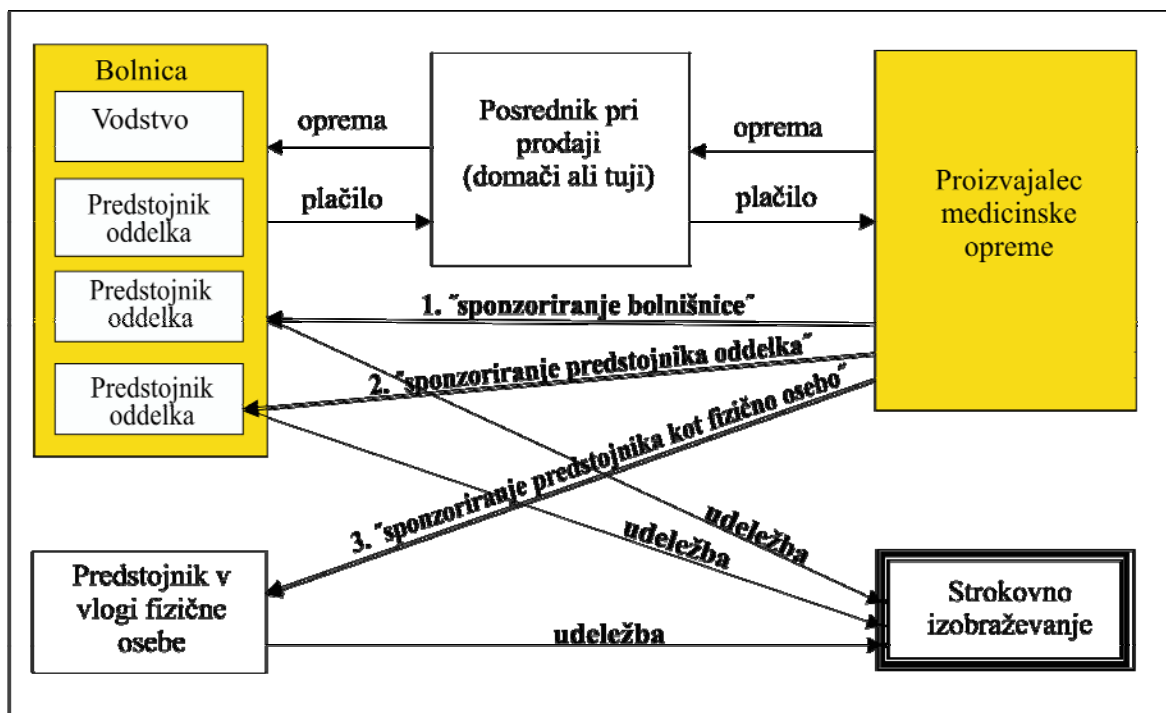 Bolnica
Vodstvo
Predstojnik
oddelka
Predstojnik
oddelka
Predstojnik
oddelka
oprema
plačilo
Posrednik pri
prodaji
(domači ali tuji)
oprema
plačilo
Proizvajalec
medicinske
opreme
1. ˝sponzoriranje bolnišnice˝
2. ˝sponzoriranje predstojnika oddelka˝
3. ˝sponzoriranje predstojnika kot fizično osebo˝
udeležba
udeležba
Predstojnik v
vlogi fizične
osebe
udeležba
Strokovno
izobraževanje